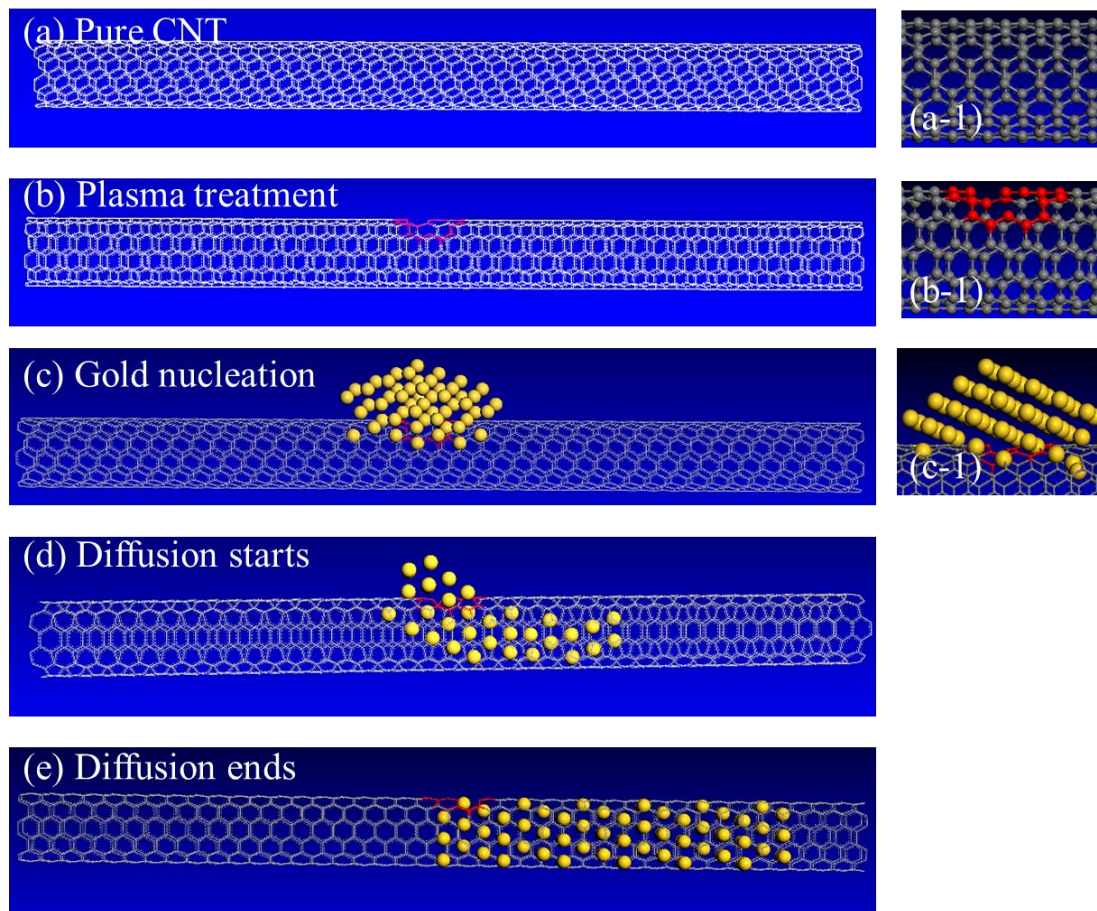 (a) Pure CNT
(a-1)
(b) Plasma treatment
(b-1)
(c) Gold nucleation
(c-1)
(d) Diffusion starts
(e) Diffusion ends